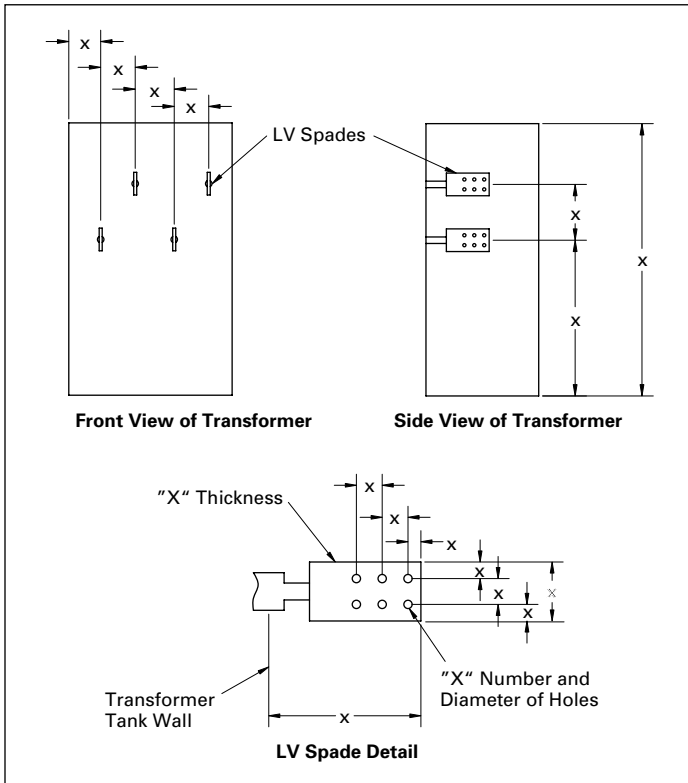 x
x
x
x
LV Spades
x
x
x
Front View of Transformer
Side View of Transformer
"X" Thickness
x
x
x
x
x
x
x
Transformer
Tank Wall
"X" Number and
Diameter of Holes
x
LV Spade Detail